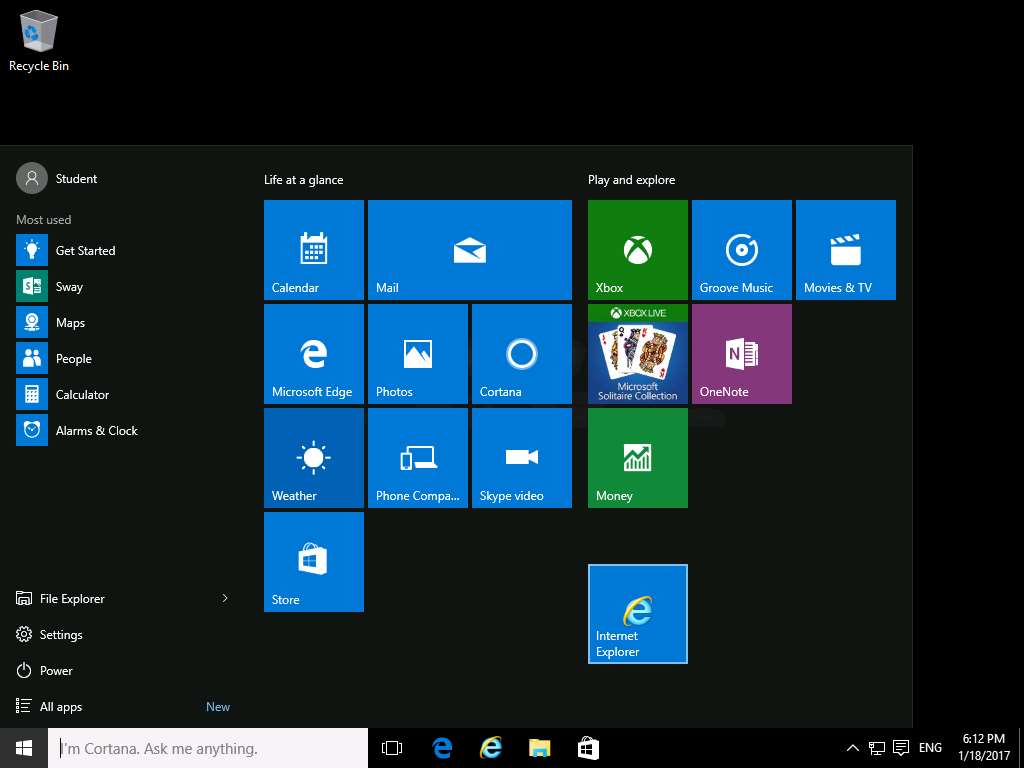 Recycle Bin
Student
Most used
Get Started
Sway
Maps
People
Calculator
Alarms & Clock
File Explorer
Settings
Power
All apps
New
Life at a glance
Calendar
Mail
Microsoft Edge
Photos
Cortana
Weather
Phone Compa...
Skype video
Store
Play and explore
Xbox
Groove Music
Movies & TV
XBOX LIVE
Microsoft
Solitaire Collection
N
OneNote
Money
Internet
Explorer
I'm Cortana. Ask me anything.
ENG
6:12 PM
1/18/2017